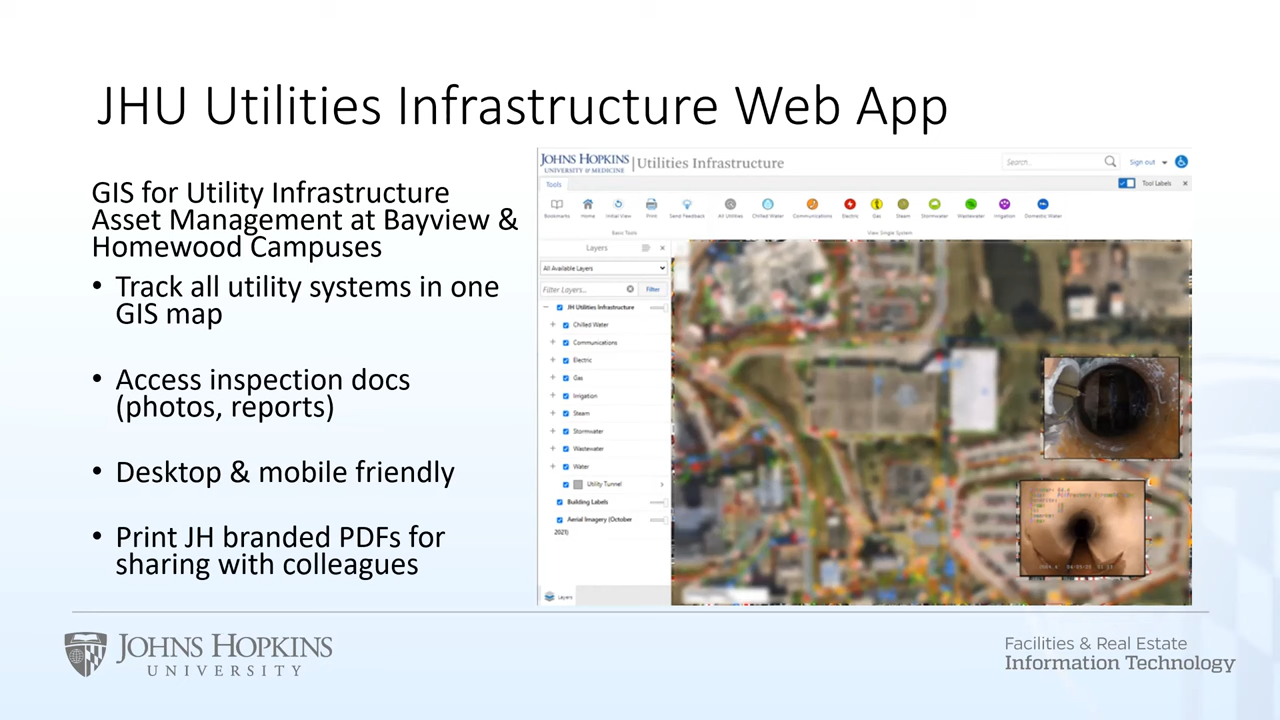 JHU Utilities Infrastructure Web App
GIS for Utility Infrastructure
Asset Management at Bayview &
Homewood Campuses
• Track all utility systems in one
GIS map
• Access inspection docs
(photos, reports)
• Desktop & mobile friendly
• Print JH branded PDFs for
sharing with colleagues
JOHNS HOPKINS
UNIVERSITY & MEDICINE
Utilities Infrastructure
Search...
Sign out
Tools
Tool Labels
Bookmarks
Home
Initial View
Print
Send Feedback
All Utilities
Chilled Water
Communications
Electric
Gas
Steam
Stormwater
Wastewater
Irrigation
Domestic Water
Basic Tools
View Single System
Layers
All Available Layers
Filter Layers...
Filter
JH Utilities Infrastructure
Chilled Water
Communications
Electric
Gas
Irrigation
Steam
Stormwater
Wastewater
Water
Utility Tunnel
Building Labels
Aerial Imagery (October
2021)
Layers
JOHNS HOPKINS
UNIVERSITY
Facilities & Real Estate
Information Technology